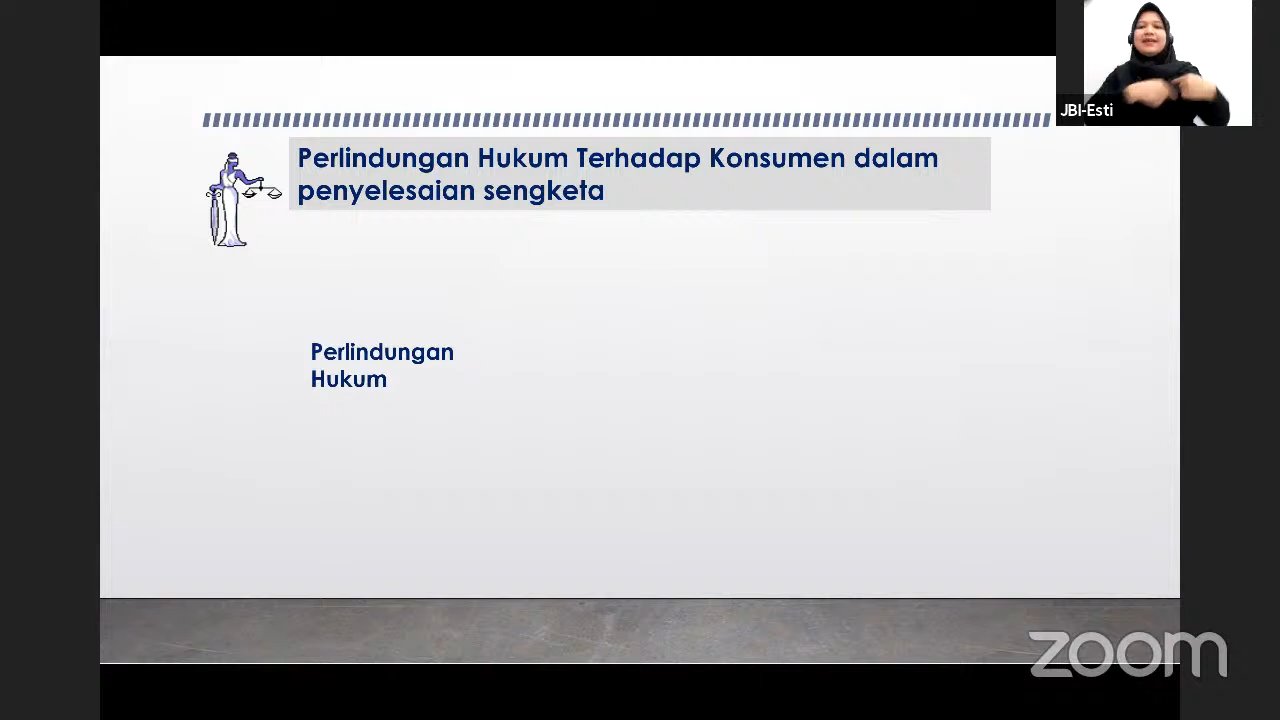 JBI-Esti
Perlindungan Hukum Terhadap Konsumen dalam
penyelesaian sengketa
Perlindungan
Hukum
zoom